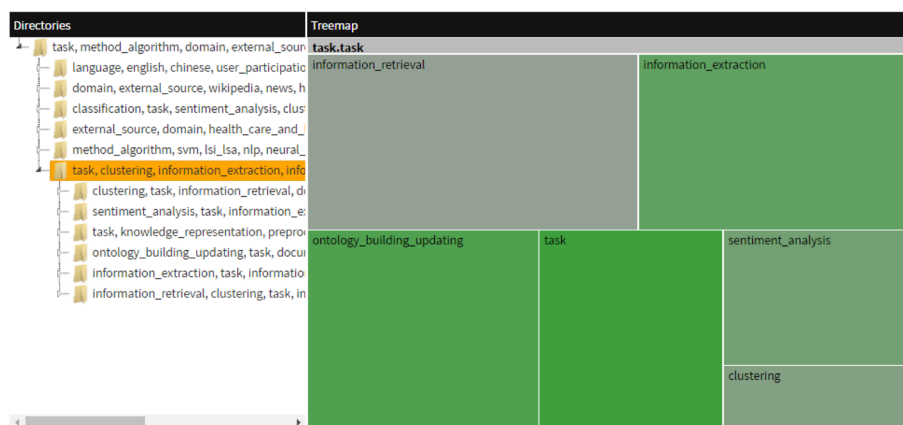 Directories
task, method_algorithm, domain, external_sour
language, english, chinese, user_participatio
domain, external_source, wikipedia, news, h
classification, task, sentiment_analysis, clus
external_source, domain, health_care_and_
method_algorithm, svm, lsi_lsa, nlp, neural_
task, clustering, information_extraction, info
clustering, task, information_retrieval, d
sentiment_analysis, task, information_e
task, knowledge_representation, prepro
ontology_building_updating, task, docu
information_extraction, task, informatio
information_retrieval, clustering, task, in
Treemap
task.task
information_retrieval
information_extraction
ontology_building_updating
task
sentiment_analysis
clustering